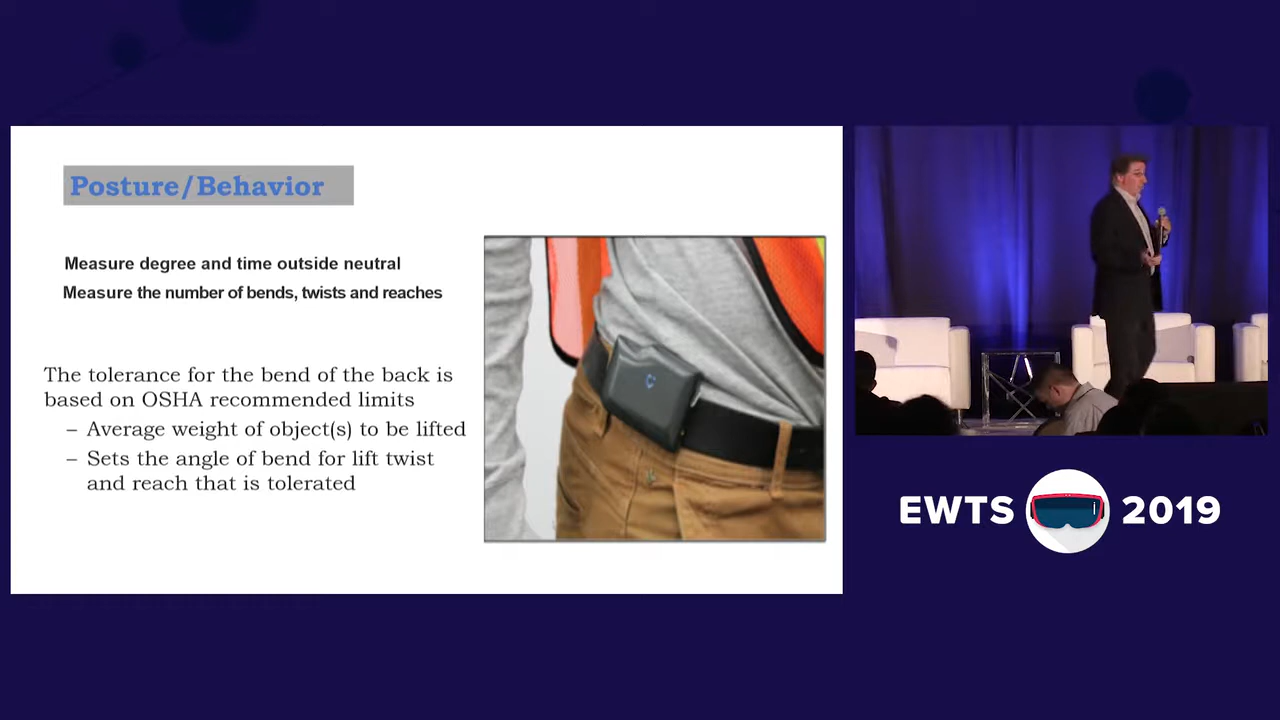 Posture/Behavior
Measure degree and time outside neutral
Measure the number of bends, twists and reaches
The tolerance for the bend of the back is
based on OSHA recommended limits
– Average weight of object(s) to be lifted
– Sets the angle of bend for lift twist
and reach that is tolerated
EWTS 2019